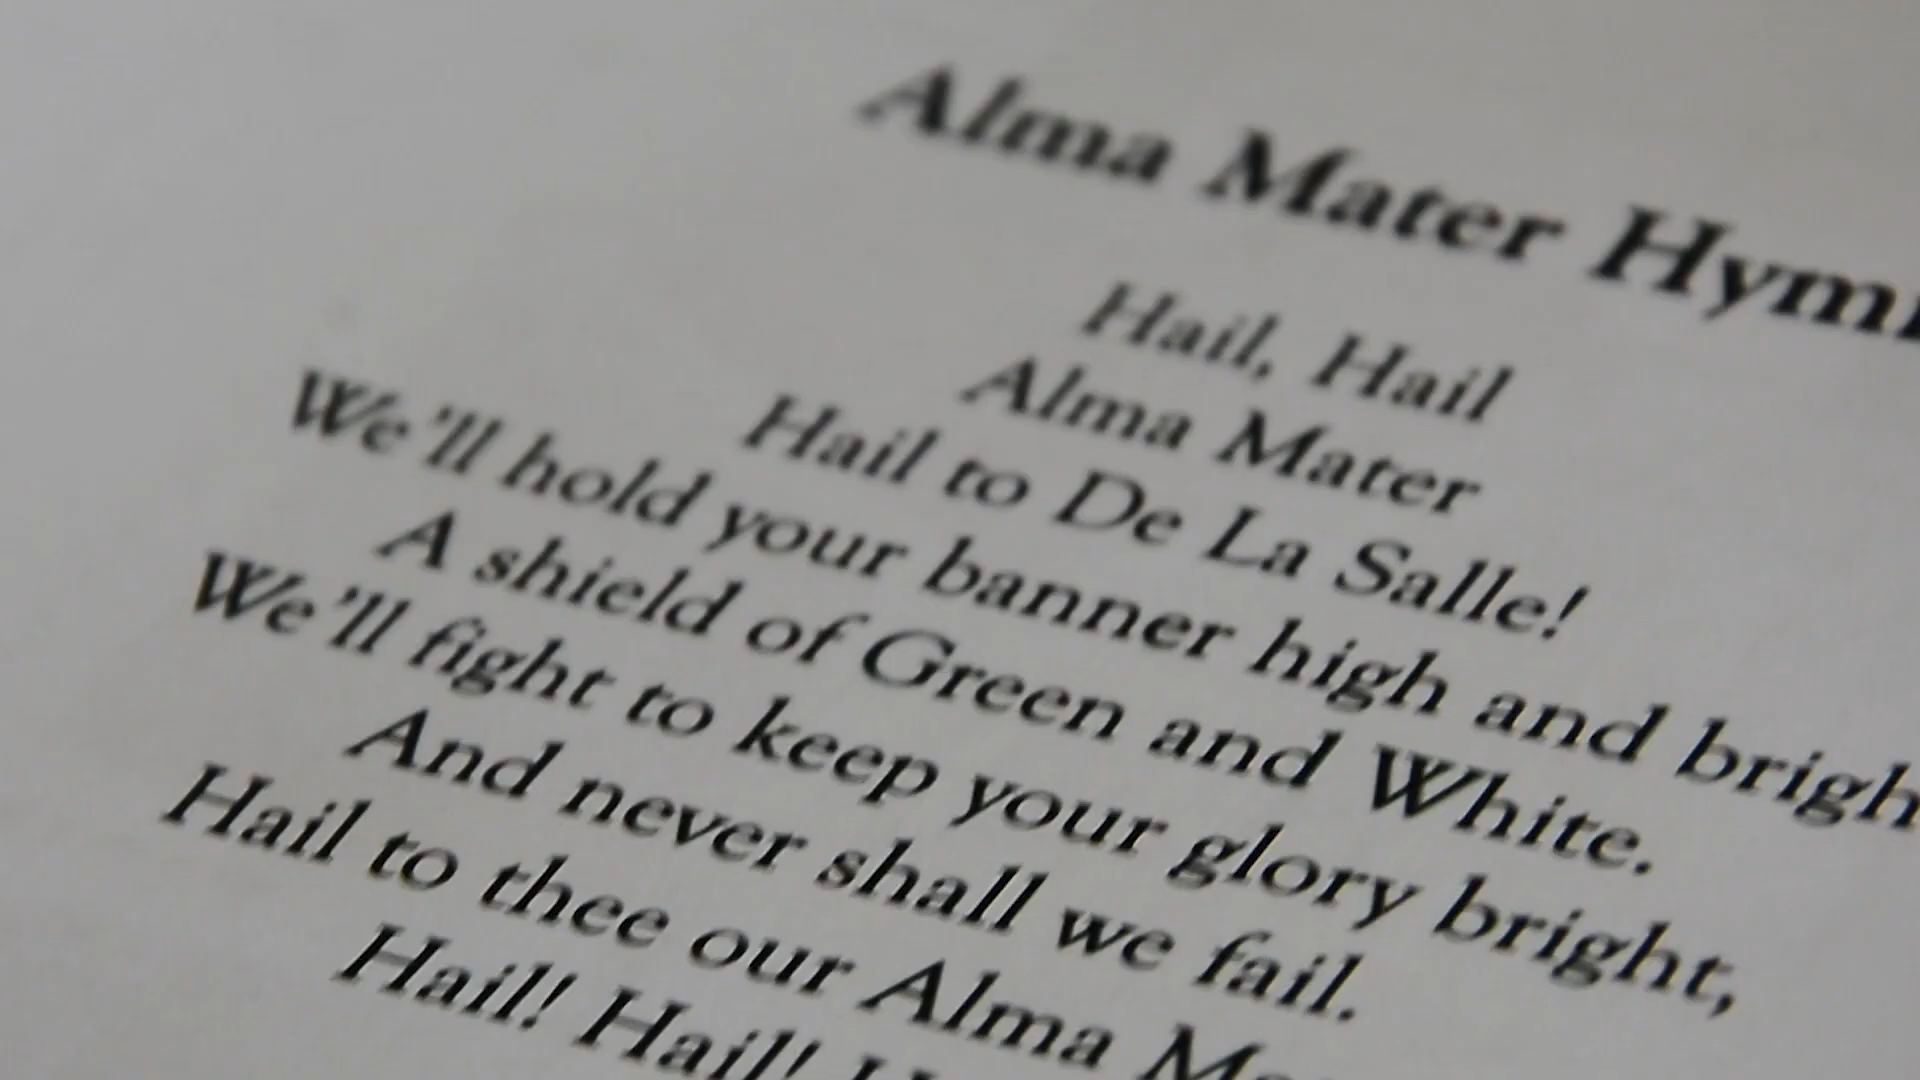 Alma Mater Hym
Hail, Hail
Alma Mater
Hail to De La Salle!
We'll hold your banner high and brigh
A shield of Green and White.
We'll fight to keep your glory bright,
And never shall we fail.
Hail to thee our Alma Ma
Hail! Hail!